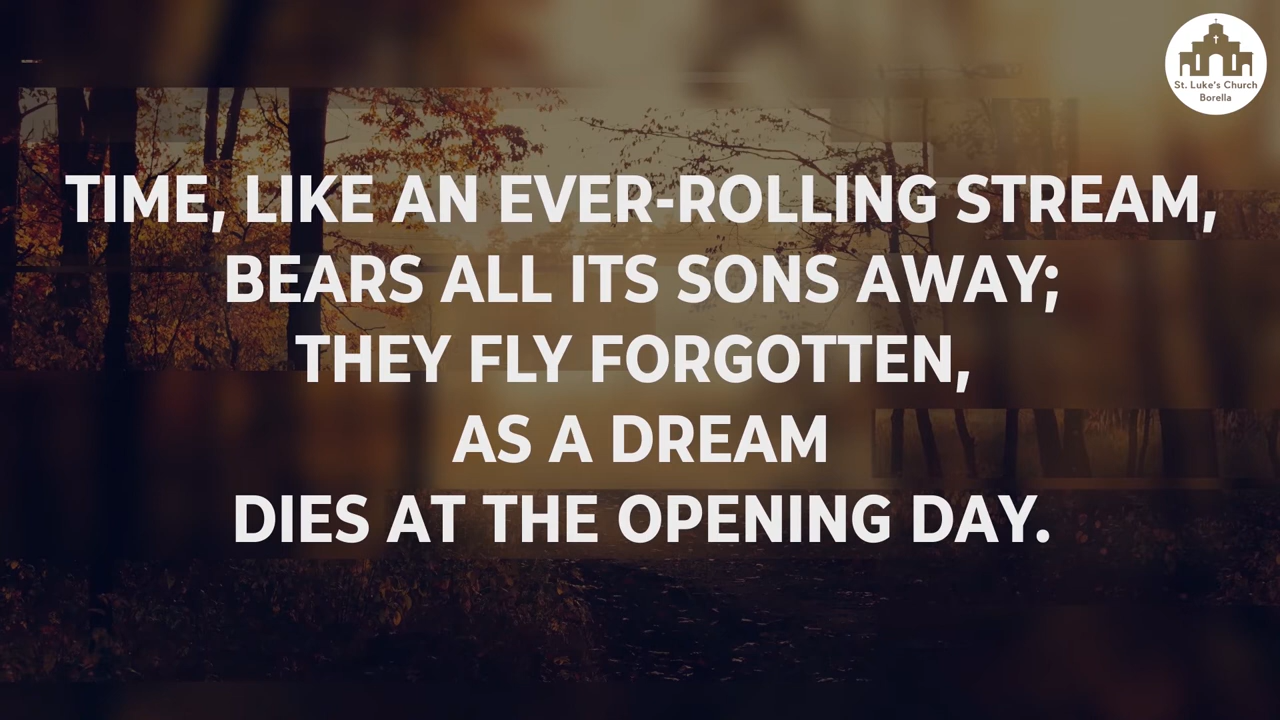 St. Luke's Church
Borella
TIME, LIKE AN EVER-ROLLING STREAM,
BEARS ALL ITS SONS AWAY;
THEY FLY FORGOTTEN,
AS A DREAM
DIES AT THE OPENING DAY.